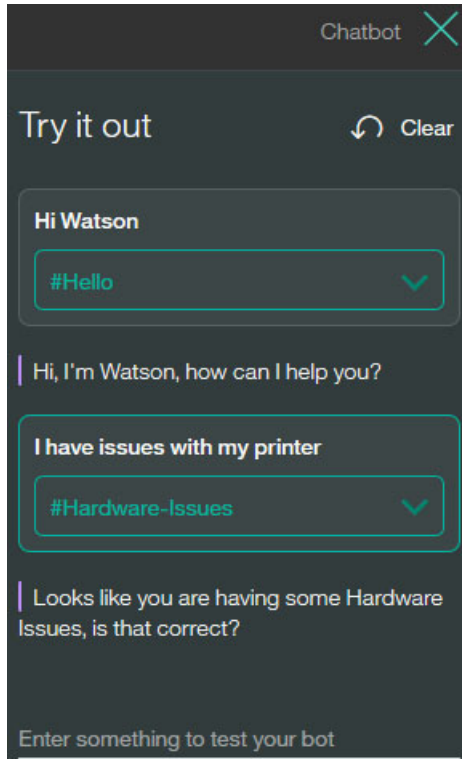 Chatbot
Try it out
Clear
Hi Watson
#Hello
Hi, I'm Watson, how can I help you?
I have issues with my printer
#Hardware-Issues
Looks like you are having some Hardware
Issues, is that correct?
Enter something to test your bot